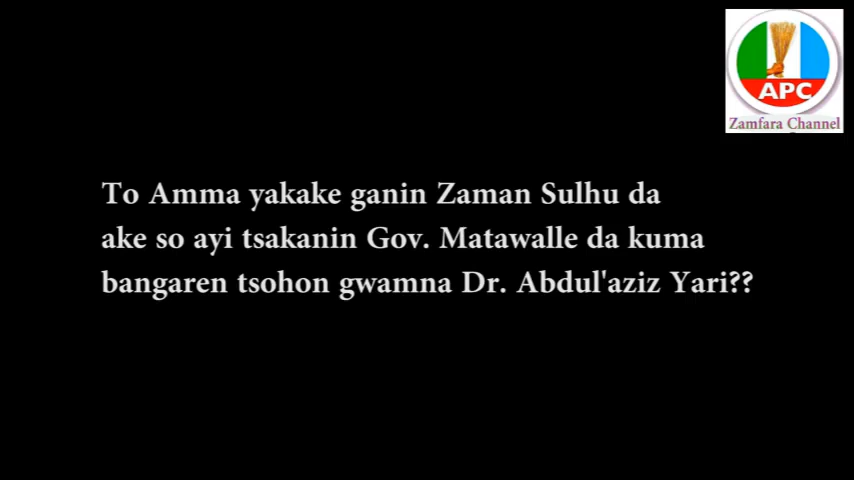 APC
Zamfara Channel
To Amma yakake ganin Zaman Sulhu da
ake so ayi tsakanin Gov. Matawalle da kuma
bangaren tsohon gwamna Dr. Abdul'aziz Yari??